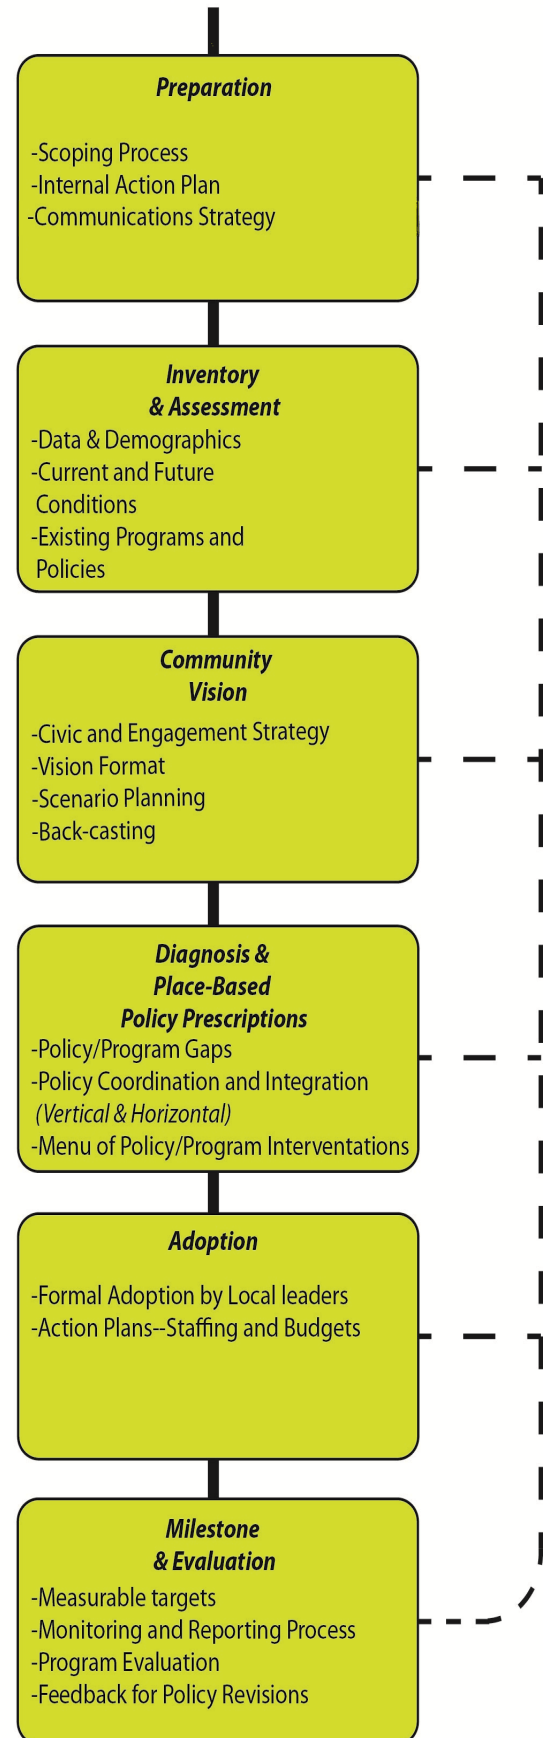 Preparation
-Scoping Process
-Internal Action Plan
-Communications Strategy
Inventory
& Assessment
-Data & Demographics
-Current and Future
Conditions
-Existing Programs and
Policies
Community
Vision
-Civic and Engagement Strategy
-Vision Format
-Scenario Planning
-Back-casting
Diagnosis &
Place-Based
Policy Prescriptions
-Policy/Program Gaps
-Policy Coordination and Integration
(Vertical & Horizontal)
-Menu of Policy/Program Interventions
Adoption
-Formal Adoption by Local leaders
-Action Plans--Staffing and Budgets
Milestone
& Evaluation
-Measurable targets
-Monitoring and Reporting Process
-Program Evaluation
-Feedback for Policy Revisions